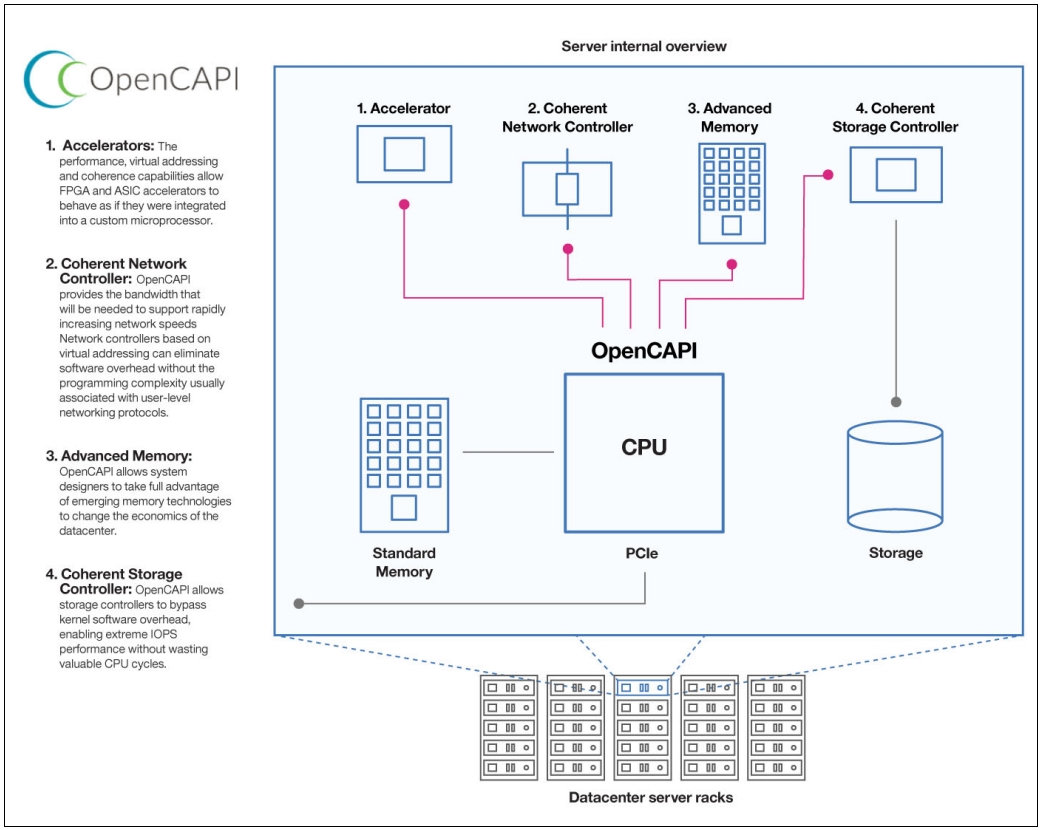 OpenCAPI
1. Accelerators: The
performance, virtual addressing
and coherence capabilities allow
FPGA and ASIC accelerators to
behave as if they were integrated
into a custom microprocessor.
2. Coherent Network
Controller: OpenCAPI
provides the bandwidth that
will be needed to support rapidly
increasing network speeds
Network controllers based on
virtual addressing can eliminate
software overhead without the
programming complexity usually
associated with user-level
networking protocols.
3. Advanced Memory:
OpenCAPI allows system
designers to take full advantage
of emerging memory technologies
to change the economics of the
datacenter.
4. Coherent Storage
Controller: OpenCAPI allows
storage controllers to bypass
kernel software overhead,
enabling extreme IOPS
performance without wasting
valuable CPU cycles.
Server internal overview
1. Accelerator
2. Coherent
Network Controller
3. Advanced
Memory
4. Coherent
Storage Controller
OpenCAPI
CPU
Standard
Memory
PCIe
Storage
Datacenter server racks